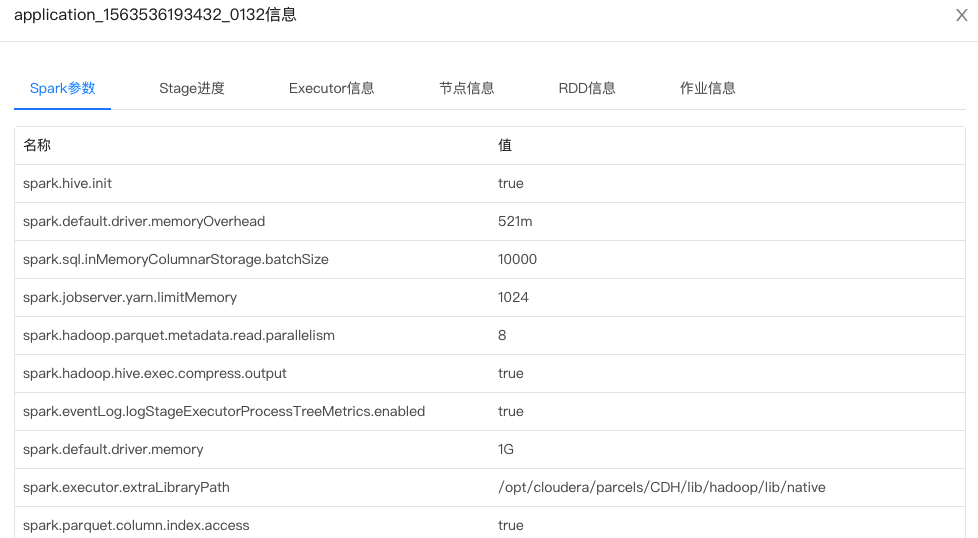 application_1563536193432_0132信息
X
Spark参数 Stage进度 Executor信息 节点信息 RDD信息 作业信息
名称 值
spark.hive.init true
spark.default.driver.memoryOverhead 521m
spark.sql.inMemoryColumnarStorage.batchSize 10000
spark.jobserver.yarn.limitMemory 1024
spark.hadoop.parquet.metadata.read.parallelism 8
spark.hadoop.hive.exec.compress.output true
spark.eventLog.logStageExecutorProcessTreeMetrics.enabled true
spark.default.driver.memory 1G
spark.executor.extraLibraryPath /opt/cloudera/parcels/CDH/lib/hadoop/lib/native
spark.parquet.column.index.access true